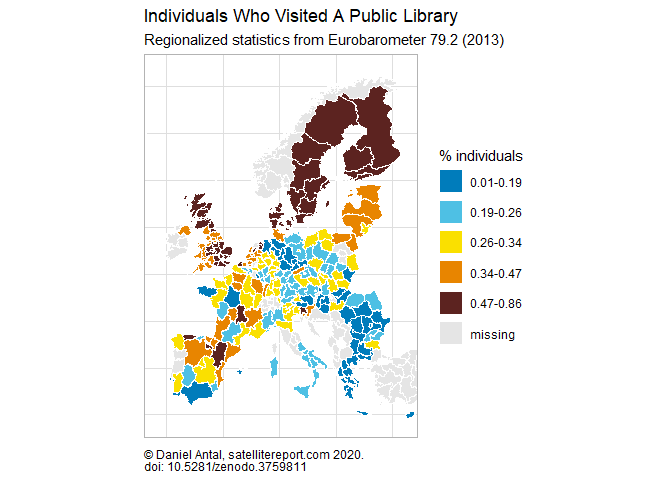 Individuals Who Visited A Public Library
Regionalized statistics from Eurobarometer 79.2 (2013)
% individuals
0.01-0.19
0.19-0.26
0.26-0.34
0.34-0.47
0.47-0.86
missing
© Daniel Antal, satellitereport.com 2020.
doi: 10.5281/zenodo.3759811